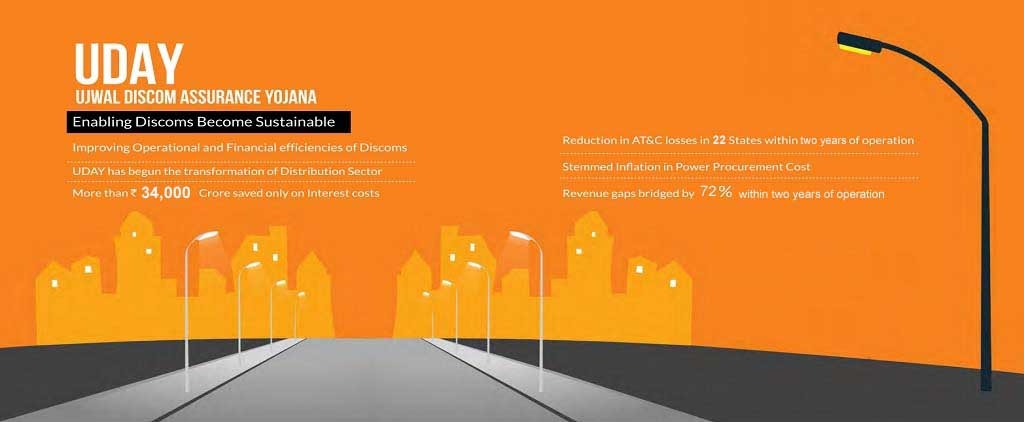 UDAY
UJWAL DISCOM ASSURANCE YOJANA
Enabling Discoms Become Sustainable
Improving Operational and Financial efficiencies of Discoms
UDAY has begun the transformation of Distribution Sector
More than ₹ 34,000 Crore saved only on Interest costs
Reduction in AT&C losses in 22 States within two years of operation
Stemmed Inflation in Power Procurement Cost
Revenue gaps bridged by 72% within two years of operation